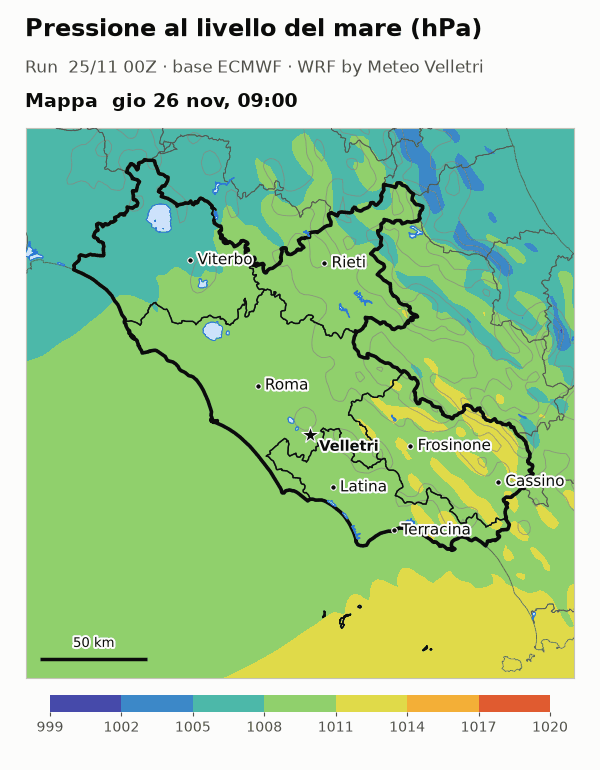 Pressione al livello del mare (hPa)
Run  25/11 00Z · base ECMWF · WRF by Meteo Velletri
Mappa  gio 26 nov, 09:00
Viterbo
Rieti
Roma
Velletri
Frosinone
Cassino
Latina
Terracina
50 km
999 1002 1005 1008 1011 1014 1017 1020